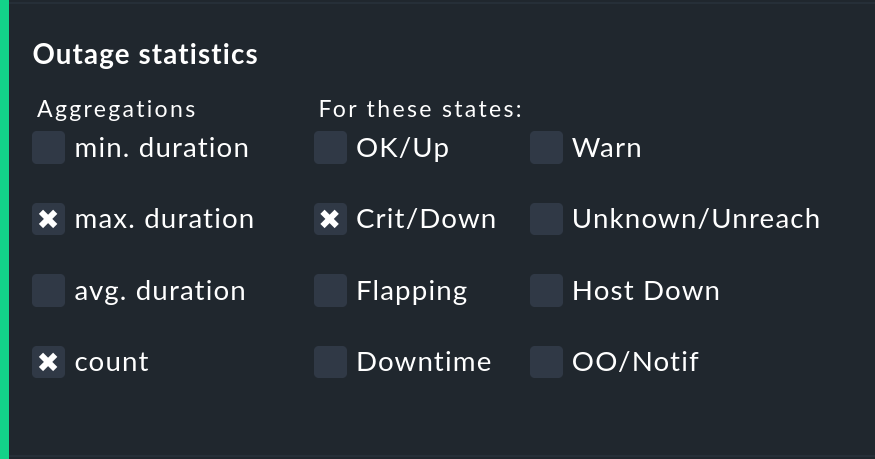 Outage statistics
Aggregations For these states:
min. duration OK/Up Warn
max. duration Crit/Down Unknown/Unreach
avg. duration Flapping Host Down
count Downtime OO/Notif